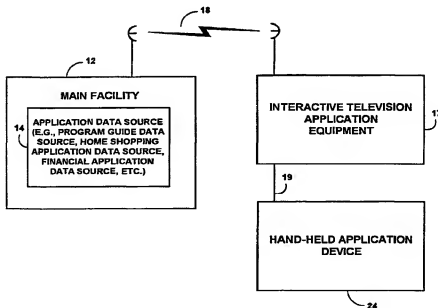 18
12
MAIN FACILITY
14
APPLICATION DATA SOURCE
(E.G., PROGRAM GUIDE DATA
SOURCE, HOME SHOPPING
APPLICATION DATA SOURCE,
FINANCIAL APPLICATION
DATA SOURCE, ETC.)
INTERACTIVE TELEVISION
APPLICATION
EQUIPMENT
17
19
HAND-HELD APPLICATION
DEVICE
24